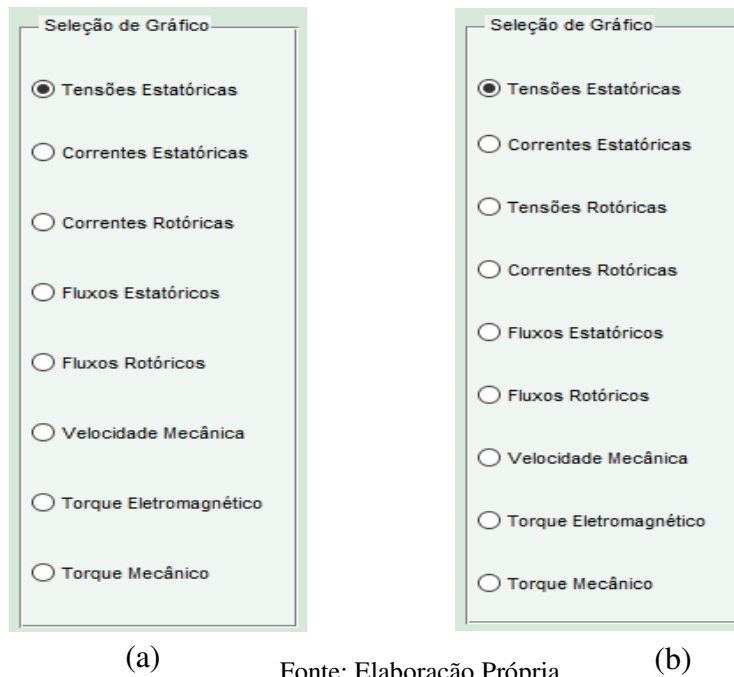 Seleção de Gráfico
Tensões Estatóricas
Correntes Estatóricas
Correntes Rotóricas
Fluxos Estatóricos
Fluxos Rotóricos
Velocidade Mecânica
Torque Eletromagnético
Torque Mecânico
(a)
Seleção de Gráfico
Tensões Estatóricas
Correntes Estatóricas
Tensões Rotóricas
Correntes Rotóricas
Fluxos Estatóricos
Fluxos Rotóricos
Velocidade Mecânica
Torque Eletromagnético
Torque Mecânico
(b)
Fonte: Elaboração Própria